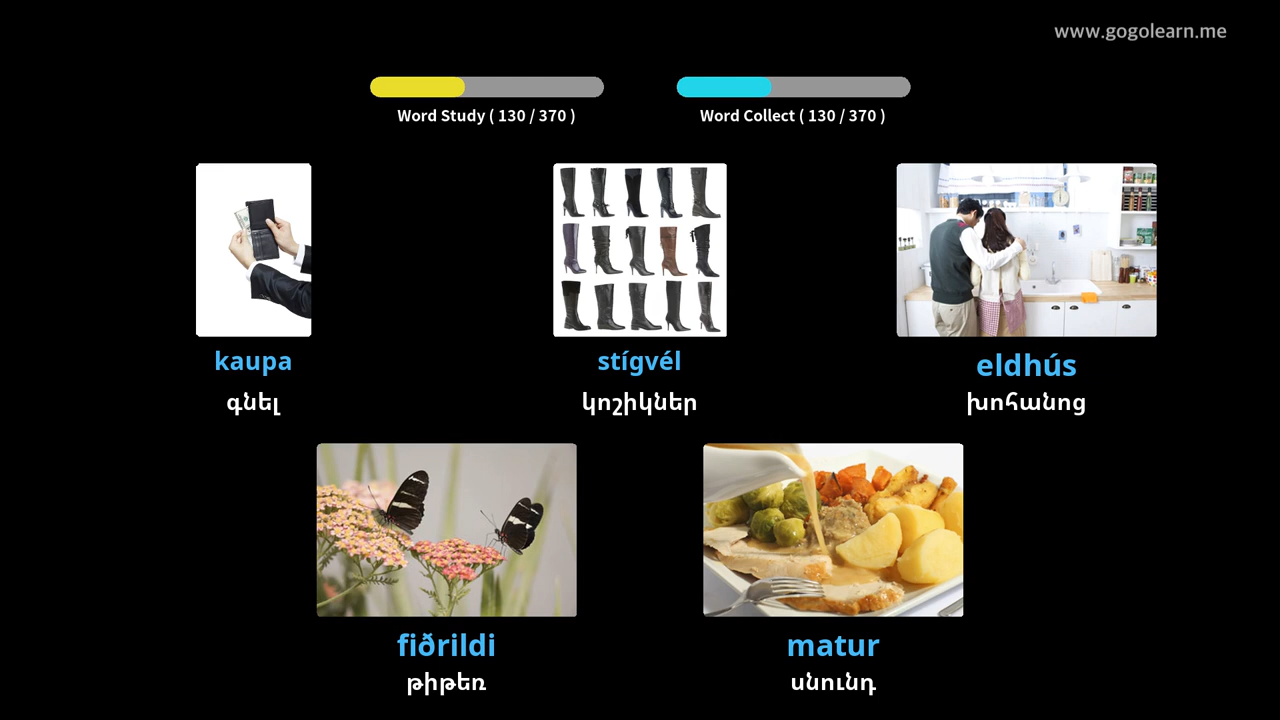 www.gogolearn.me
Word Study ( 130 / 370 )
Word Collect ( 130 / 370 )
kaupa
գնել
stígvél
կոշիկներ
eldhús
խոհանոց
fiðrildi
թիթեռ
matur
սնունդ